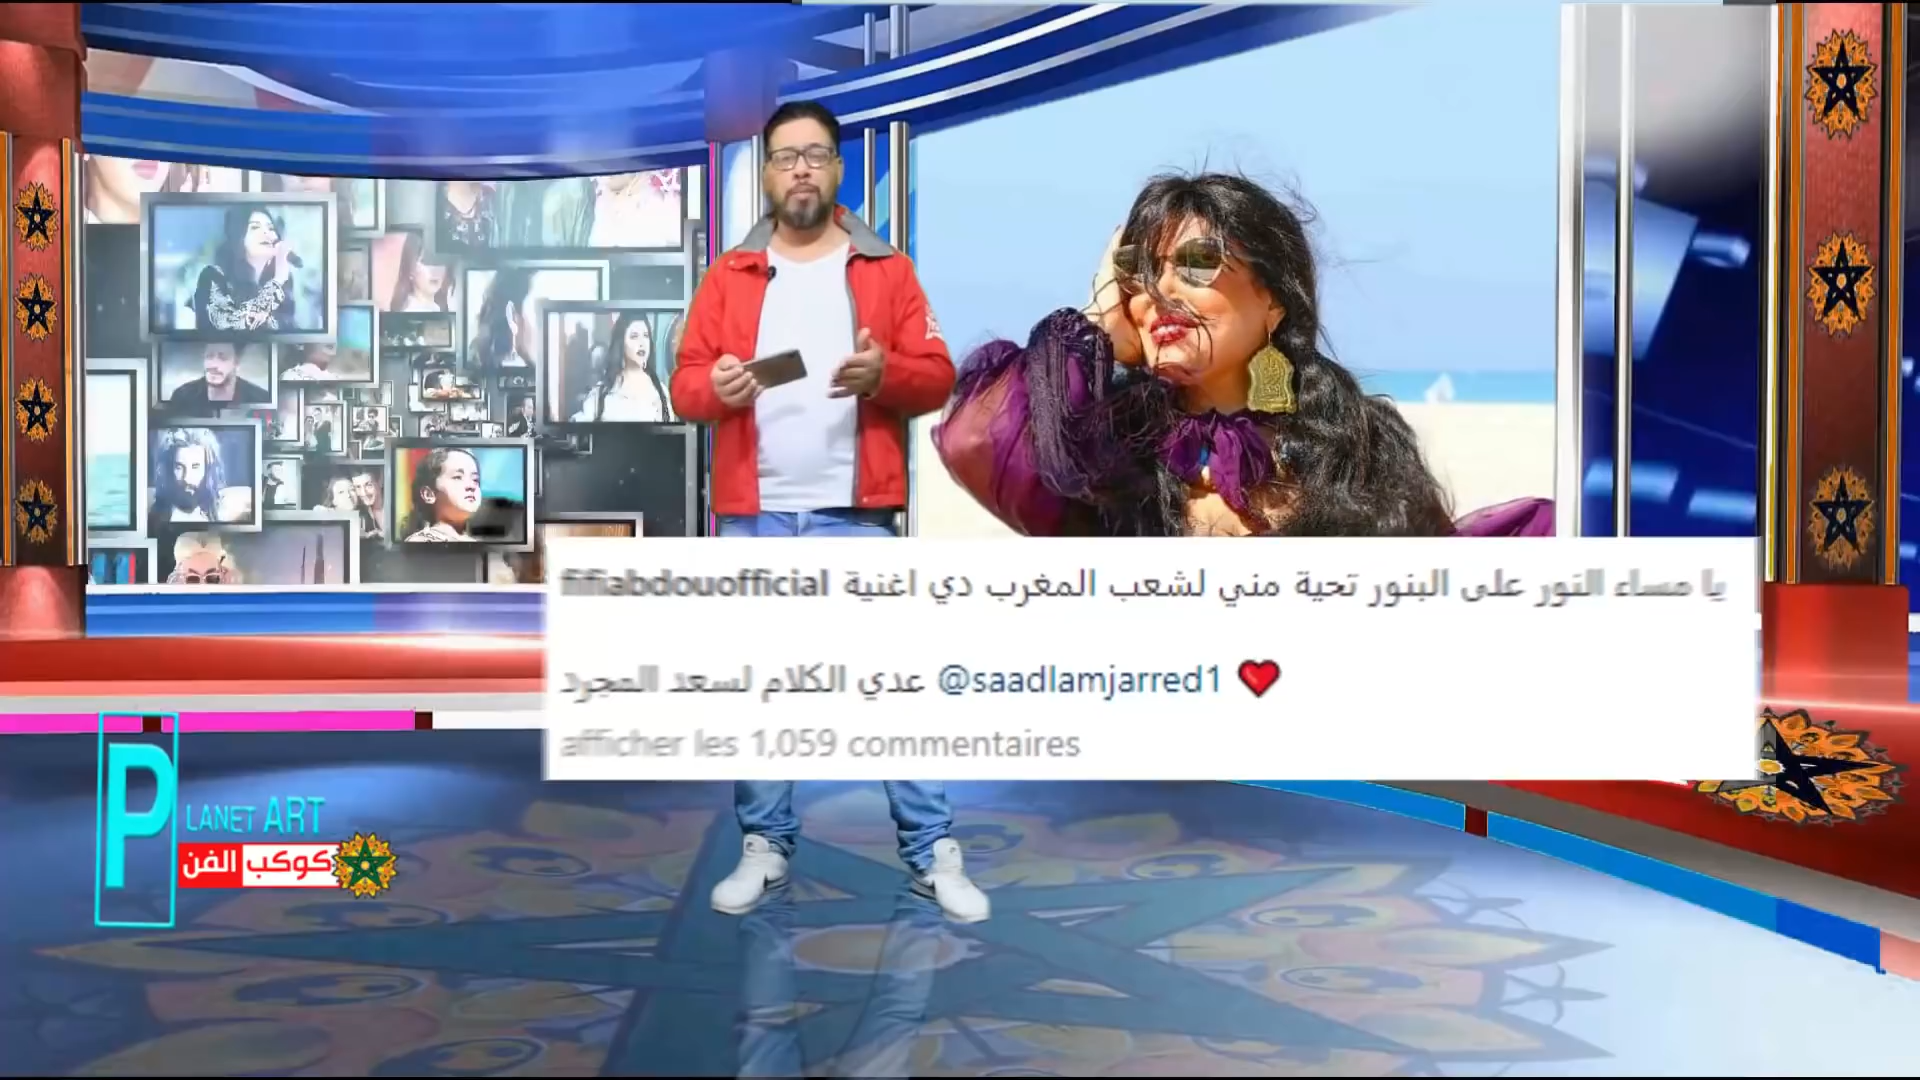 fifiabdouofficial يا مساء النور على البنور تحية مني لشعب المغرب دي اغنية
عدي الكلام لسعد المجرد @saadlamjarred1 ❤️
afficher les 1,059 commentaires
PLANET ART
كوكب الفن